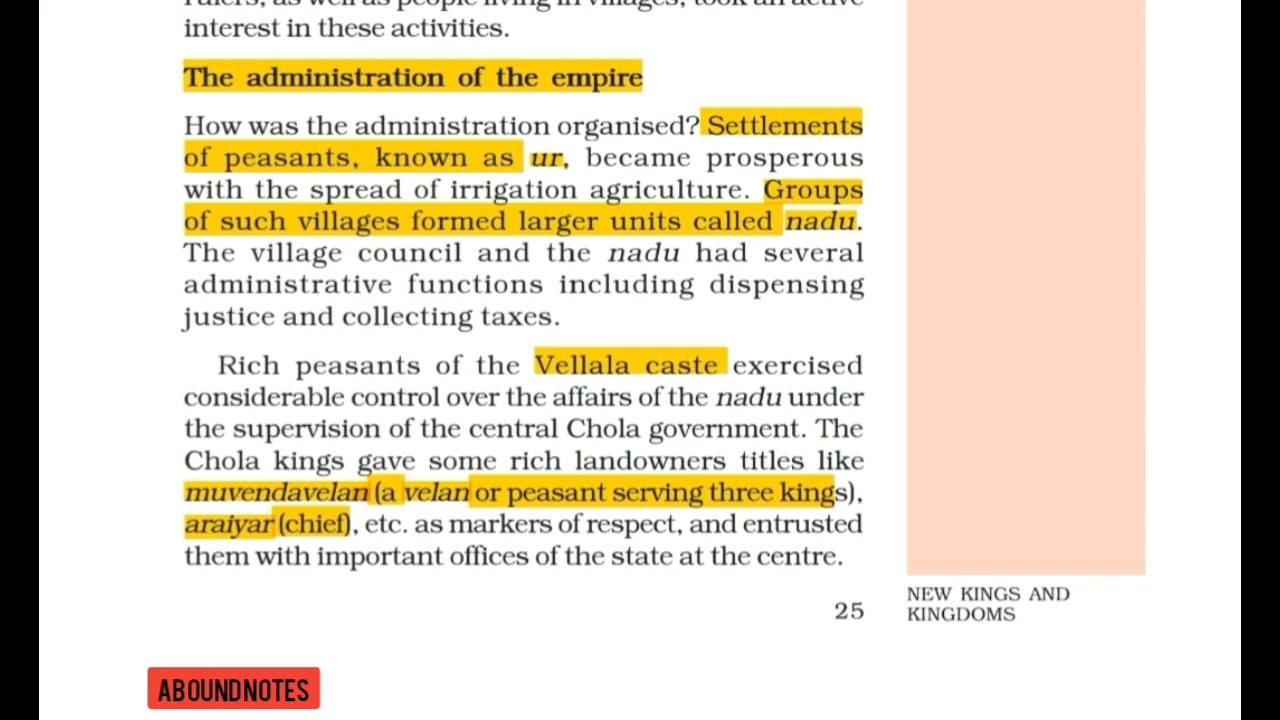 interest in these activities.
The administration of the empire
How was the administration organised? Settlements
of peasants, known as ur, became prosperous
with the spread of irrigation agriculture. Groups
of such villages formed larger units called nadu.
The village council and the nadu had several
administrative functions including dispensing
justice and collecting taxes.
Rich peasants of the Vellala caste exercised
considerable control over the affairs of the nadu under
the supervision of the central Chola government. The
Chola kings gave some rich landowners titles like
muvendavelan (a velan or peasant serving three kings),
araiyar (chief), etc. as markers of respect, and entrusted
them with important offices of the state at the centre.
25
NEW KINGS AND
KINGDOMS
ABOUNDNOTES